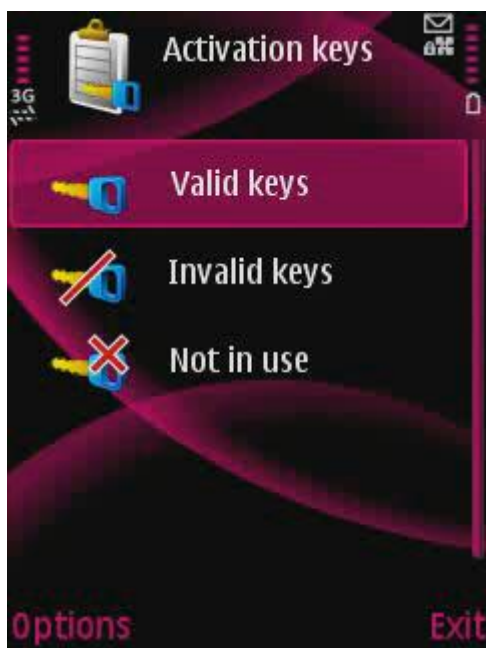 Activation keys
3G
Valid keys
Invalid keys
Not in use
Options
Exit